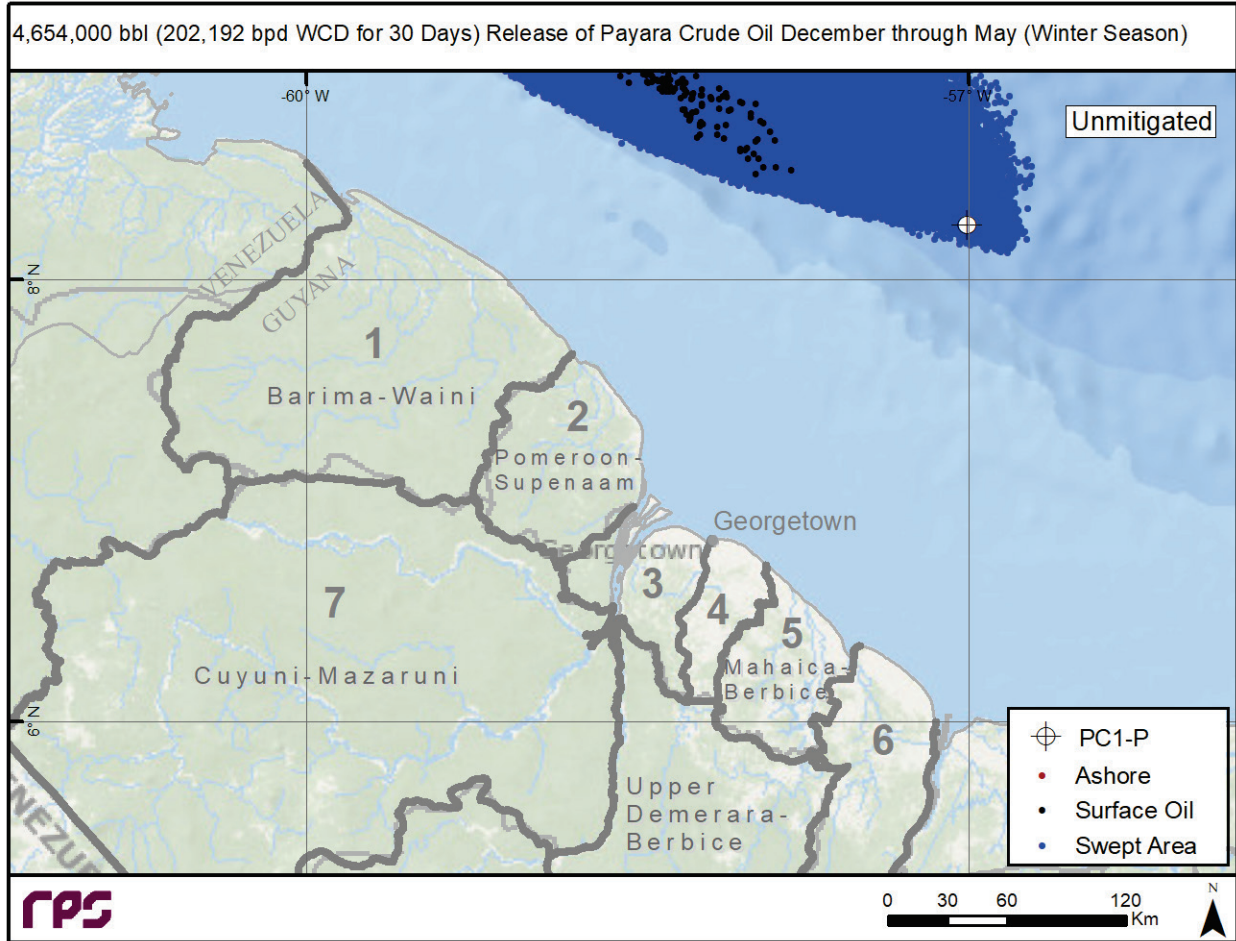 4,654,000 bbl (202,192 bpd WCD for 30 Days) Release of Payara Crude Oil December through May (Winter Season)
-60° W
-57° W
Unmitigated
VENEZUELA
GUYANA
8° N
1
Barima-Waini
2
Pomeroon-
Supenaam
Georgetown
Georgetown
3
4
5
Mahaica-
Berbice
7
Cuyuni-Mazaruni
6° N
6
Upper
Demerara-
Berbice
ENEZUE
PC1-P
Ashore
Surface Oil
Swept Area
rps
0 30 60 120
Km
N